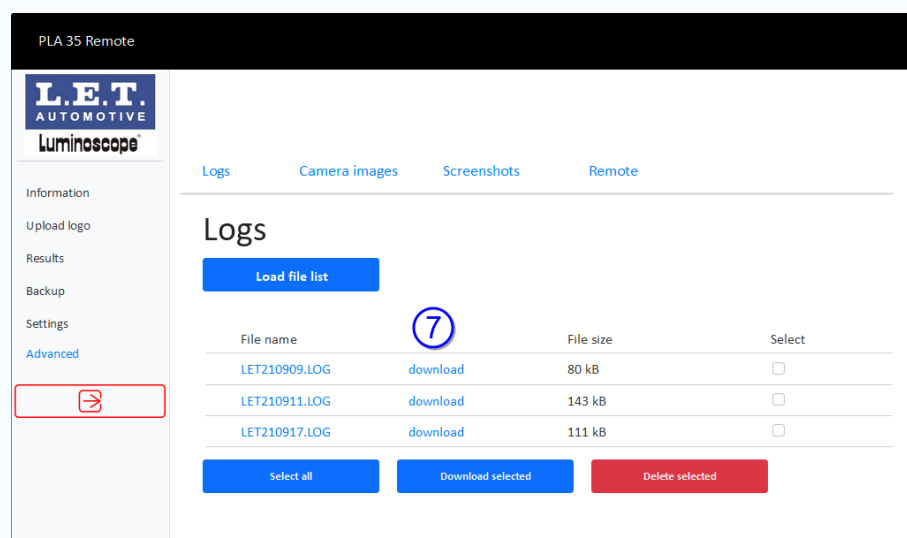 PLA 35 Remote
L.E.T.
AUTOMOTIVE
Luminoscope®
Information
Upload logo
Results
Backup
Settings
Advanced
Logs Camera images Screenshots Remote
Logs
Load file list
7
File name File size Select
LET210909.LOG download 80 kB
LET210911.LOG download 143 kB
LET210917.LOG download 111 kB
Select all Download selected Delete selected